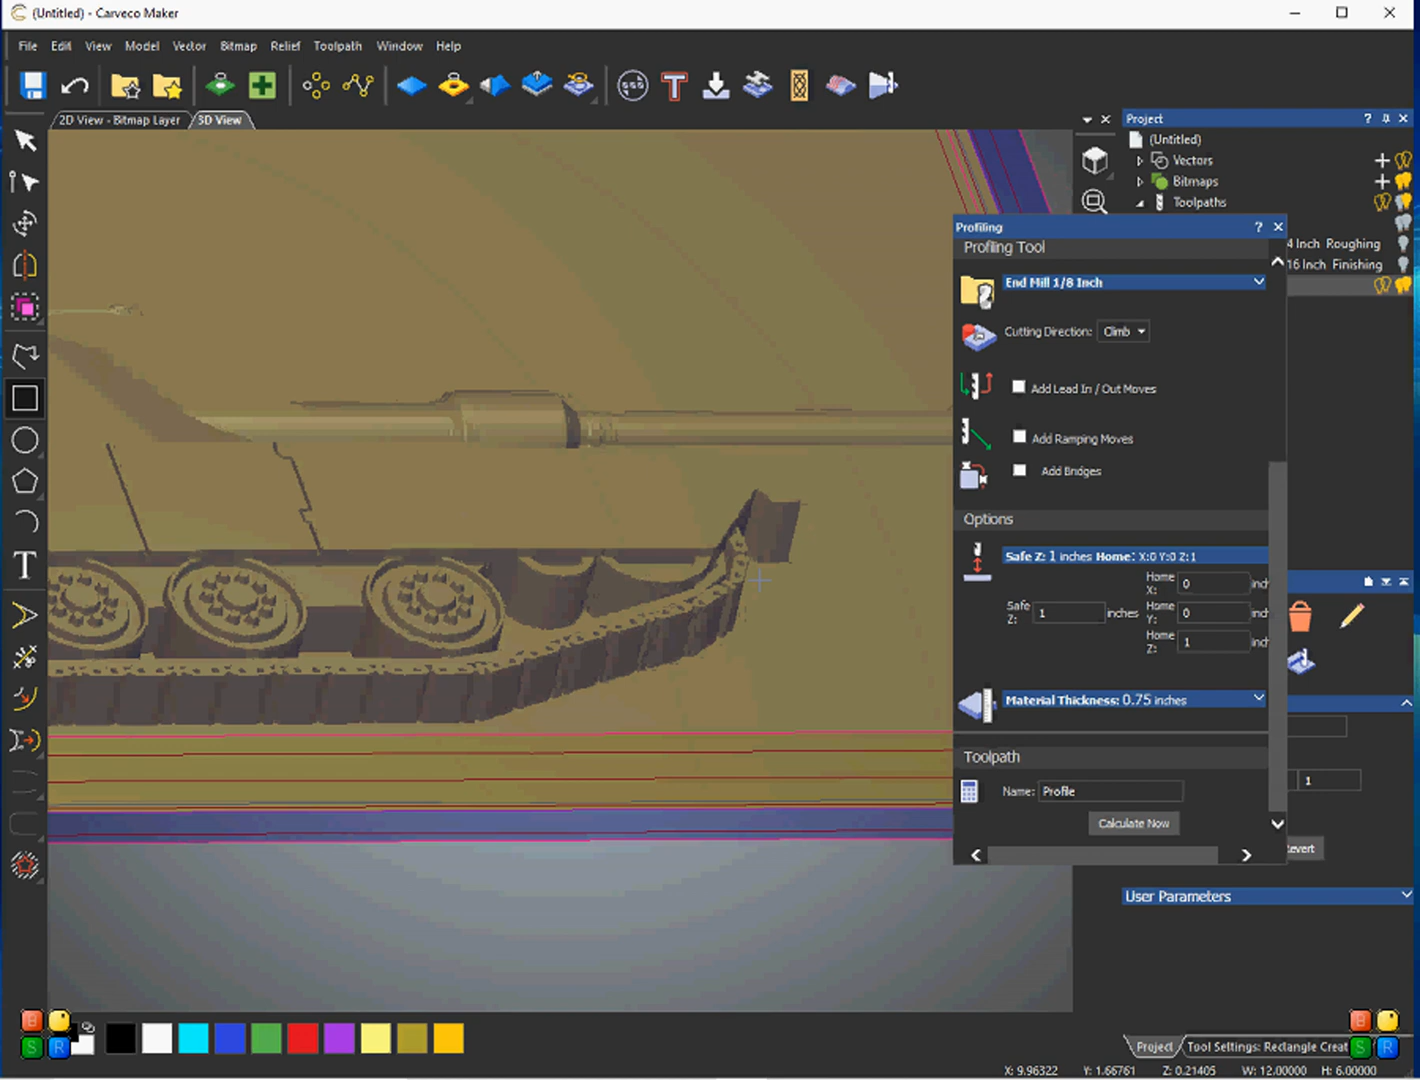 (Untitled) - Carveco Maker
File Edit View Model Vector Bitmap Relief Toolpath Window Help
2D View - Bitmap Layer 3D View
Project ?
(Untitled)
Vectors
Bitmaps
Toolpaths
Profiling ?
Profiling Tool
4 Inch Roughing
16 Inch Finishing
End Mill 1/8 Inch
Cutting Direction: Climb
Add Lead In / Out Moves
Add Ramping Moves
Add Bridges
Options
Safe Z: 1 inches Home: X:0 Y:0 Z:1
Home X: 0 inch
Safe Z: 1 inches Home Y: 0 inch
Home Z: 1 inch
Material Thickness: 0.75 inches
Toolpath
1
Name: Profile
Calculate Now
evert
User Parameters
B
S R
B
S R
Project Tool Settings: Rectangle Creat
X: 9.96322 Y: 1.66761 Z: 0.21405 W: 12.00000 H: 6.00000